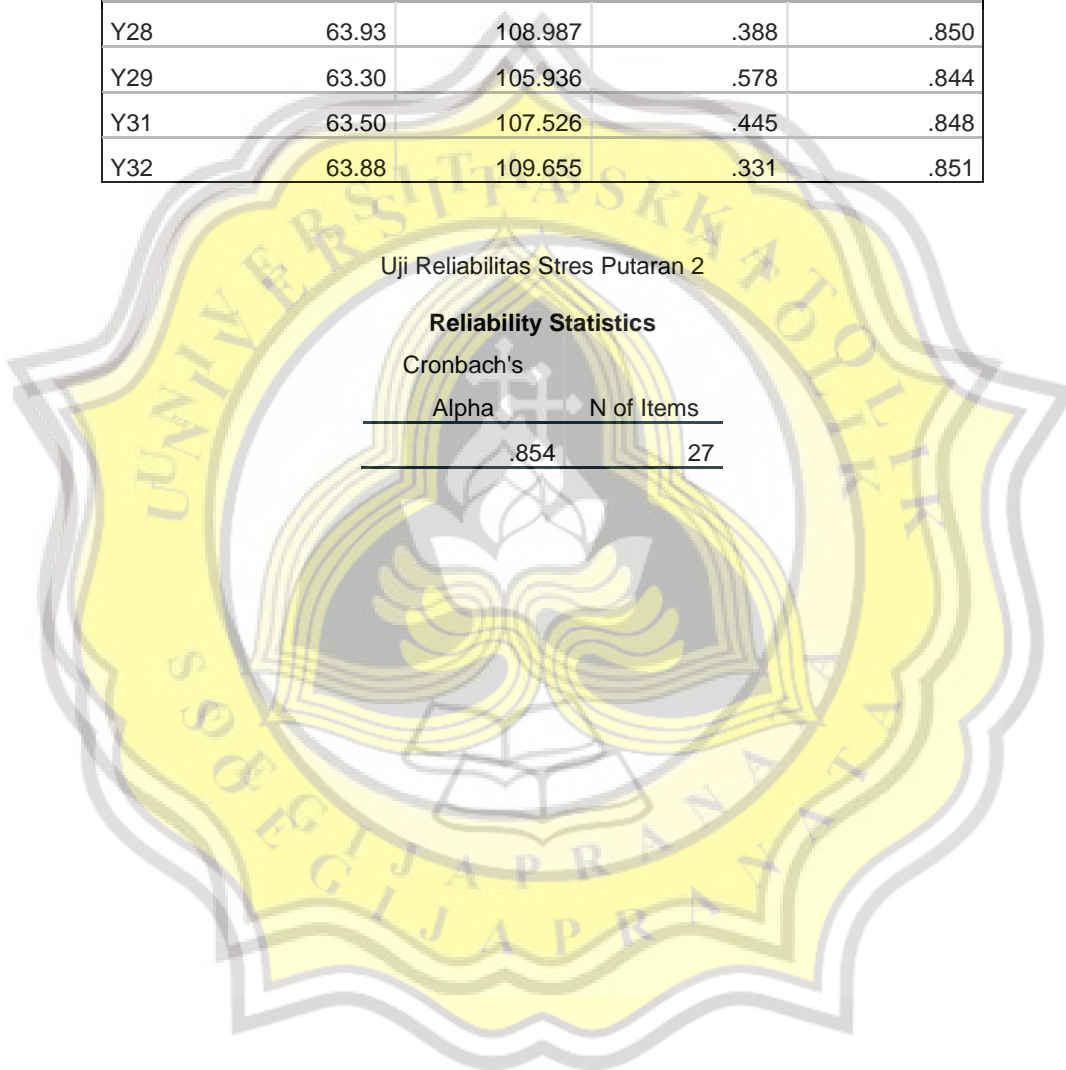 Y28 63.93 108.987 .388 .850
Y29 63.30 105.936 .578 .844
Y31 63.50 107.526 .445 .848
Y32 63.88 109.655 .331 .851
Uji Reliabilitas Stres Putaran 2
Reliability Statistics
Cronbach's
Alpha N of Items
.854 27
UNIVERSITAS KATOLIK
SOEGIJAPRANATA